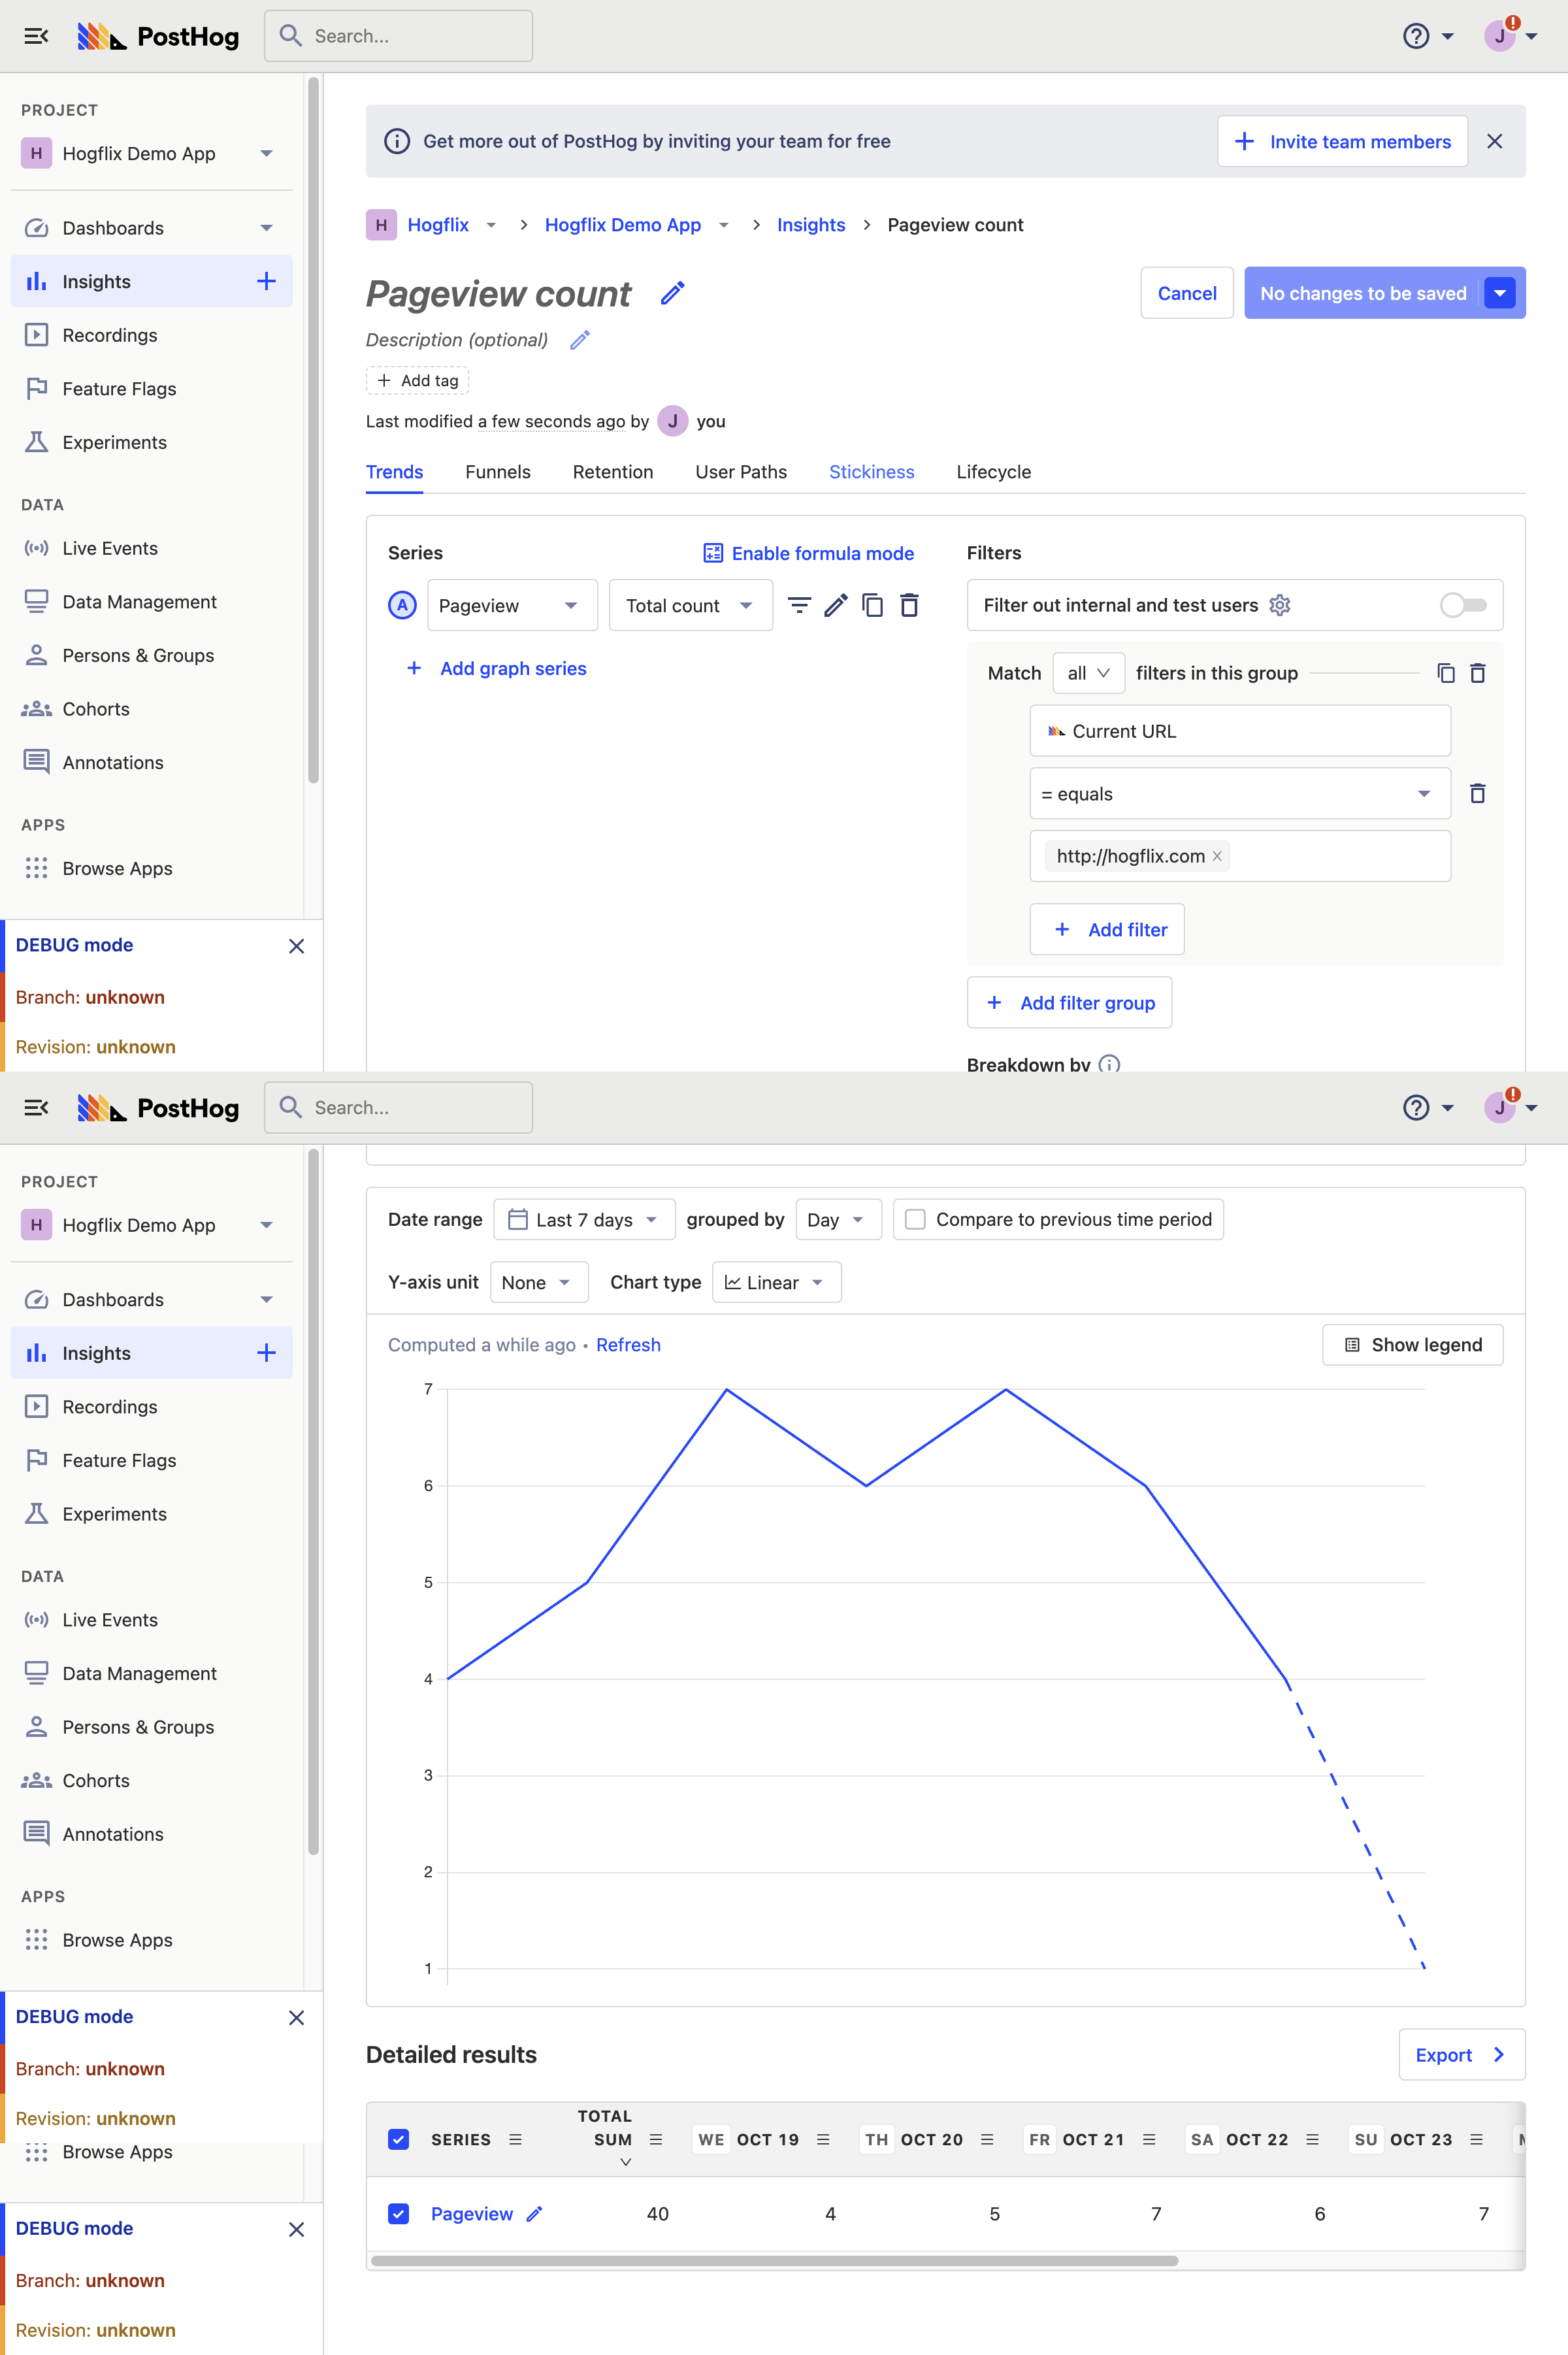 PostHog
Search...
J
PROJECT
H Hogflix Demo App
Dashboards
Insights
Recordings
Feature Flags
Experiments
DATA
Live Events
Data Management
Persons & Groups
Cohorts
Annotations
APPS
Browse Apps
DEBUG mode
Branch: unknown
Revision: unknown
Get more out of PostHog by inviting your team for free
Invite team members
H Hogflix > Hogflix Demo App > Insights > Pageview count
Pageview count
Cancel
No changes to be saved
Description (optional)
+ Add tag
Last modified a few seconds ago by J you
Trends Funnels Retention User Paths Stickiness Lifecycle
Series
Enable formula mode
A Pageview Total count
+ Add graph series
Filters
Filter out internal and test users
Match all filters in this group
Current URL
= equals
http://hogflix.com ×
+ Add filter
+ Add filter group
Breakdown by
PostHog
Search...
J
PROJECT
H Hogflix Demo App
Dashboards
Insights
Recordings
Feature Flags
Experiments
DATA
Live Events
Data Management
Persons & Groups
Cohorts
Annotations
APPS
Browse Apps
DEBUG mode
Branch: unknown
Revision: unknown
Browse Apps
DEBUG mode
Branch: unknown
Revision: unknown
Date range Last 7 days grouped by Day Compare to previous time period
Y-axis unit None Chart type Linear
Computed a while ago • Refresh
Show legend
7
6
5
4
3
2
1
Detailed results
Export
SERIES TOTAL SUM WE OCT 19 TH OCT 20 FR OCT 21 SA OCT 22 SU OCT 23
Pageview 40 4 5 7 6 7